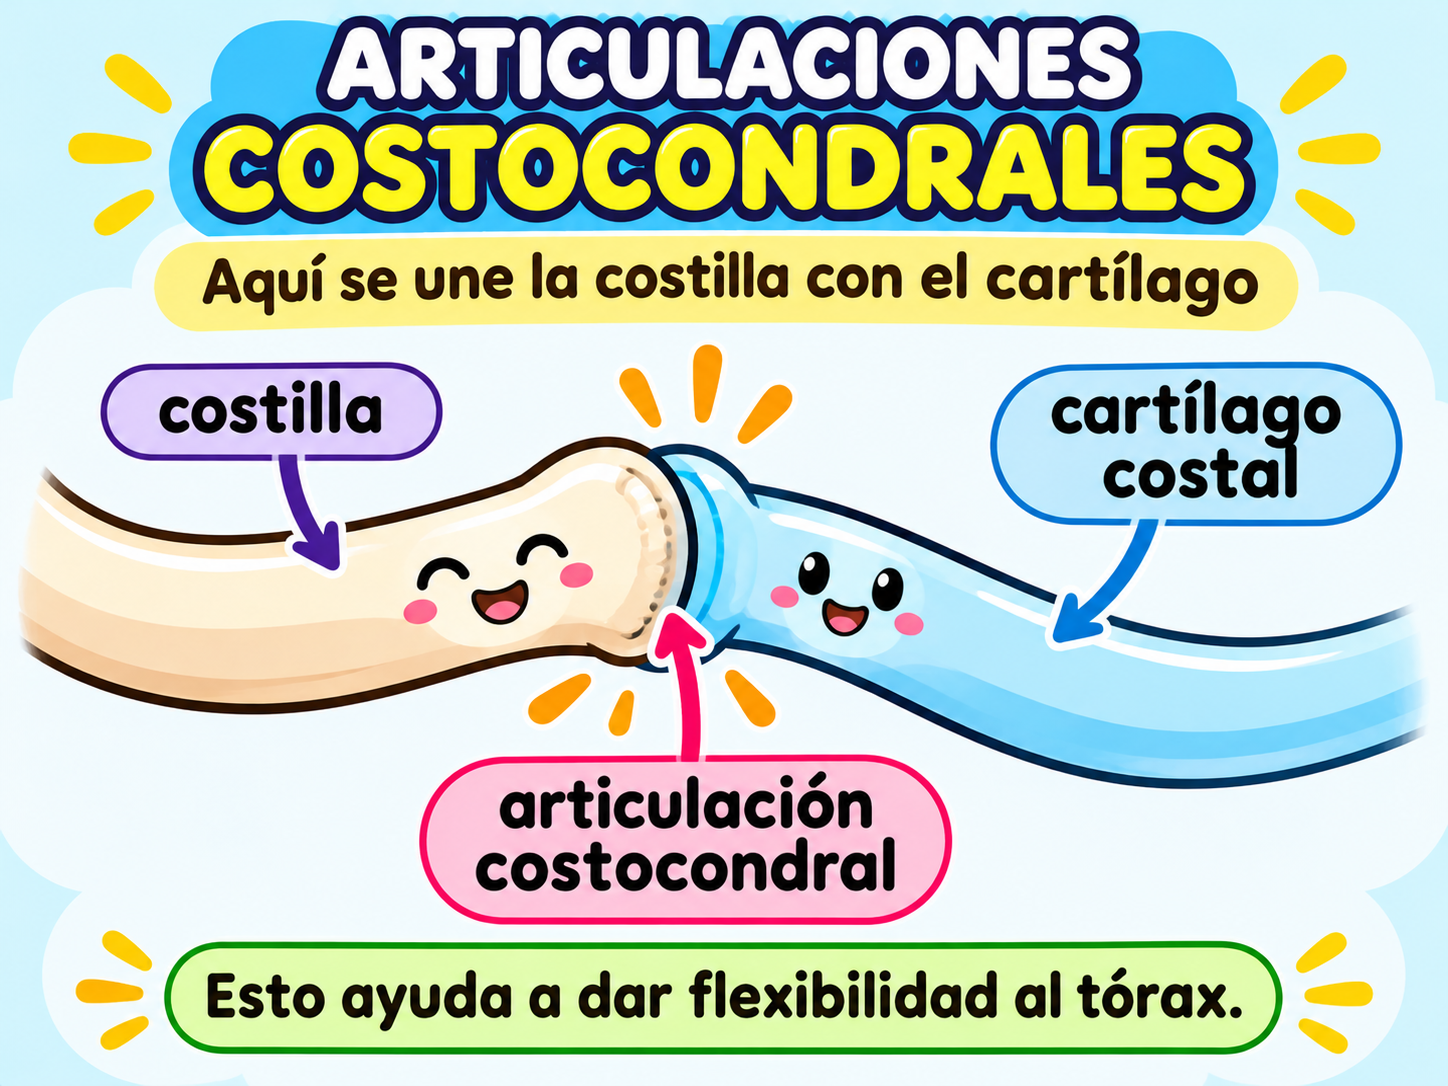 ARTICULACIONES
COSTOCONDRALES
Aquí se une la costilla con el cartílago
costilla
cartílago
costal
articulación
costocondral
Esto ayuda a dar flexibilidad al tórax.